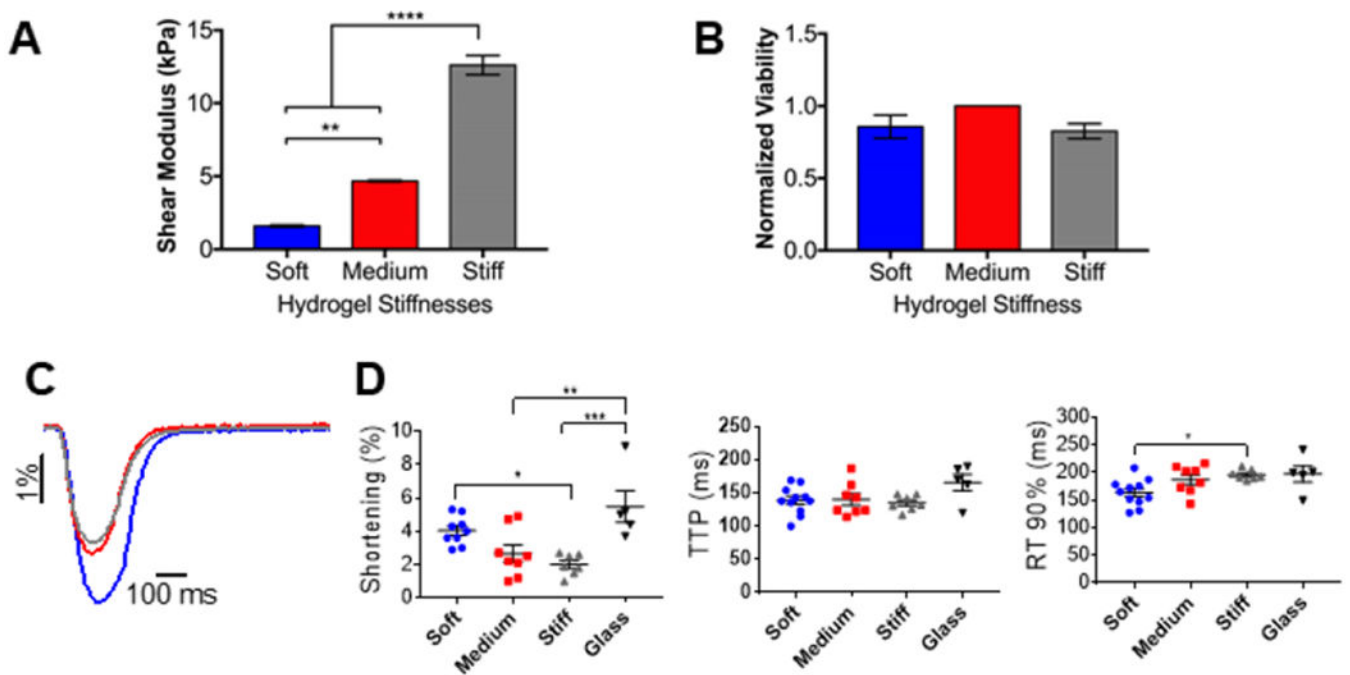 A
Shear Modulus (kPa)
15
10
5
0
****
**
Soft Medium Stiff
Hydrogel Stiffnesses
B
Normalized Viability
1.5
1.0
0.5
0.0
Soft Medium Stiff
Hydrogel Stiffness
C
1%
100 ms
D
Shortening (%)
10
8
6
4
2
0
**
***
*
Soft Medium Stiff Glass
TTP (ms)
250
200
150
100
50
0
Soft Medium Stiff Glass
RT 90% (ms)
300
250
200
150
100
50
0
*
Soft Medium Stiff Glass